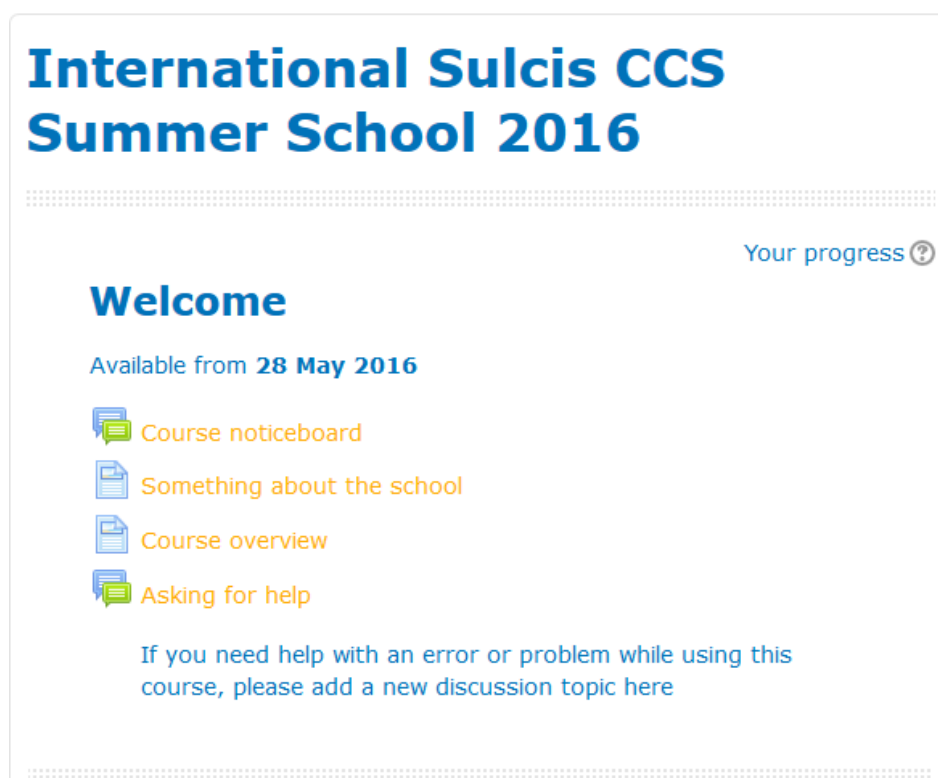 International Sulcis CCS
Summer School 2016
Your progress
Welcome
Available from 28 May 2016
Course noticeboard
Something about the school
Course overview
Asking for help
If you need help with an error or problem while using this
course, please add a new discussion topic here